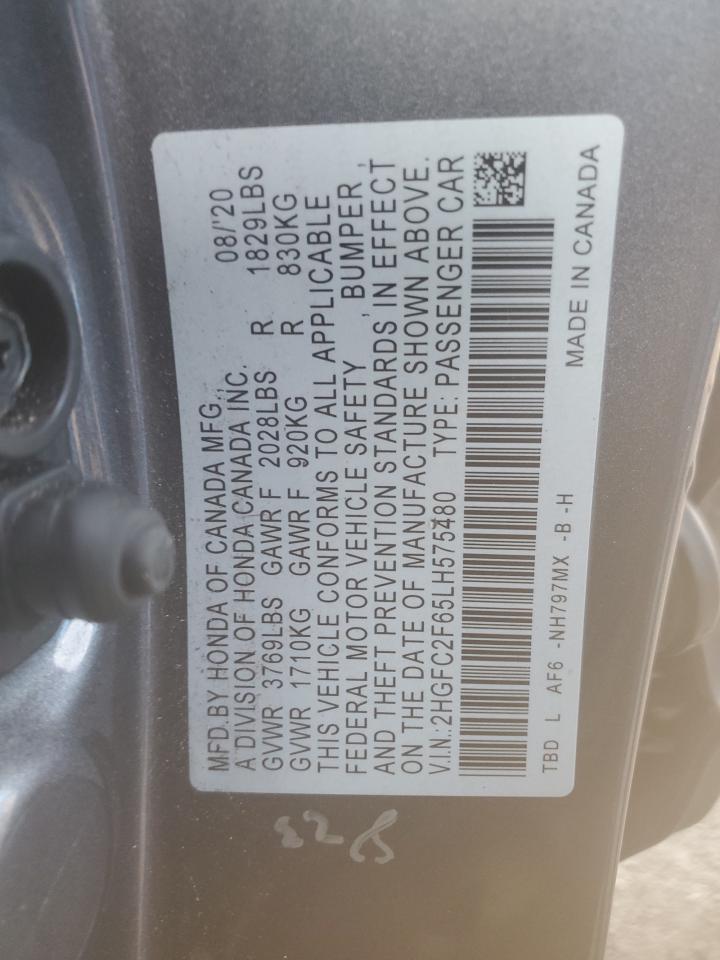 MFD.BY HONDA OF CANADA MFG., 08/'20
A DIVISION OF HONDA CANADA INC.
GVWR 3769LBS GAWR F 2028LBS R 1829LBS
GVWR 1710KG GAWR F 920KG R 830KG
THIS VEHICLE CONFORMS TO ALL APPLICABLE
FEDERAL MOTOR VEHICLE SAFETY , BUMPER ,
AND THEFT PREVENTION STANDARDS IN EFFECT
ON THE DATE OF MANUFACTURE SHOWN ABOVE.
V.I.N.:2HGFC2F65LH575480 TYPE: PASSENGER CAR
TBD L AF6 -NH797MX -B -H MADE IN CANADA